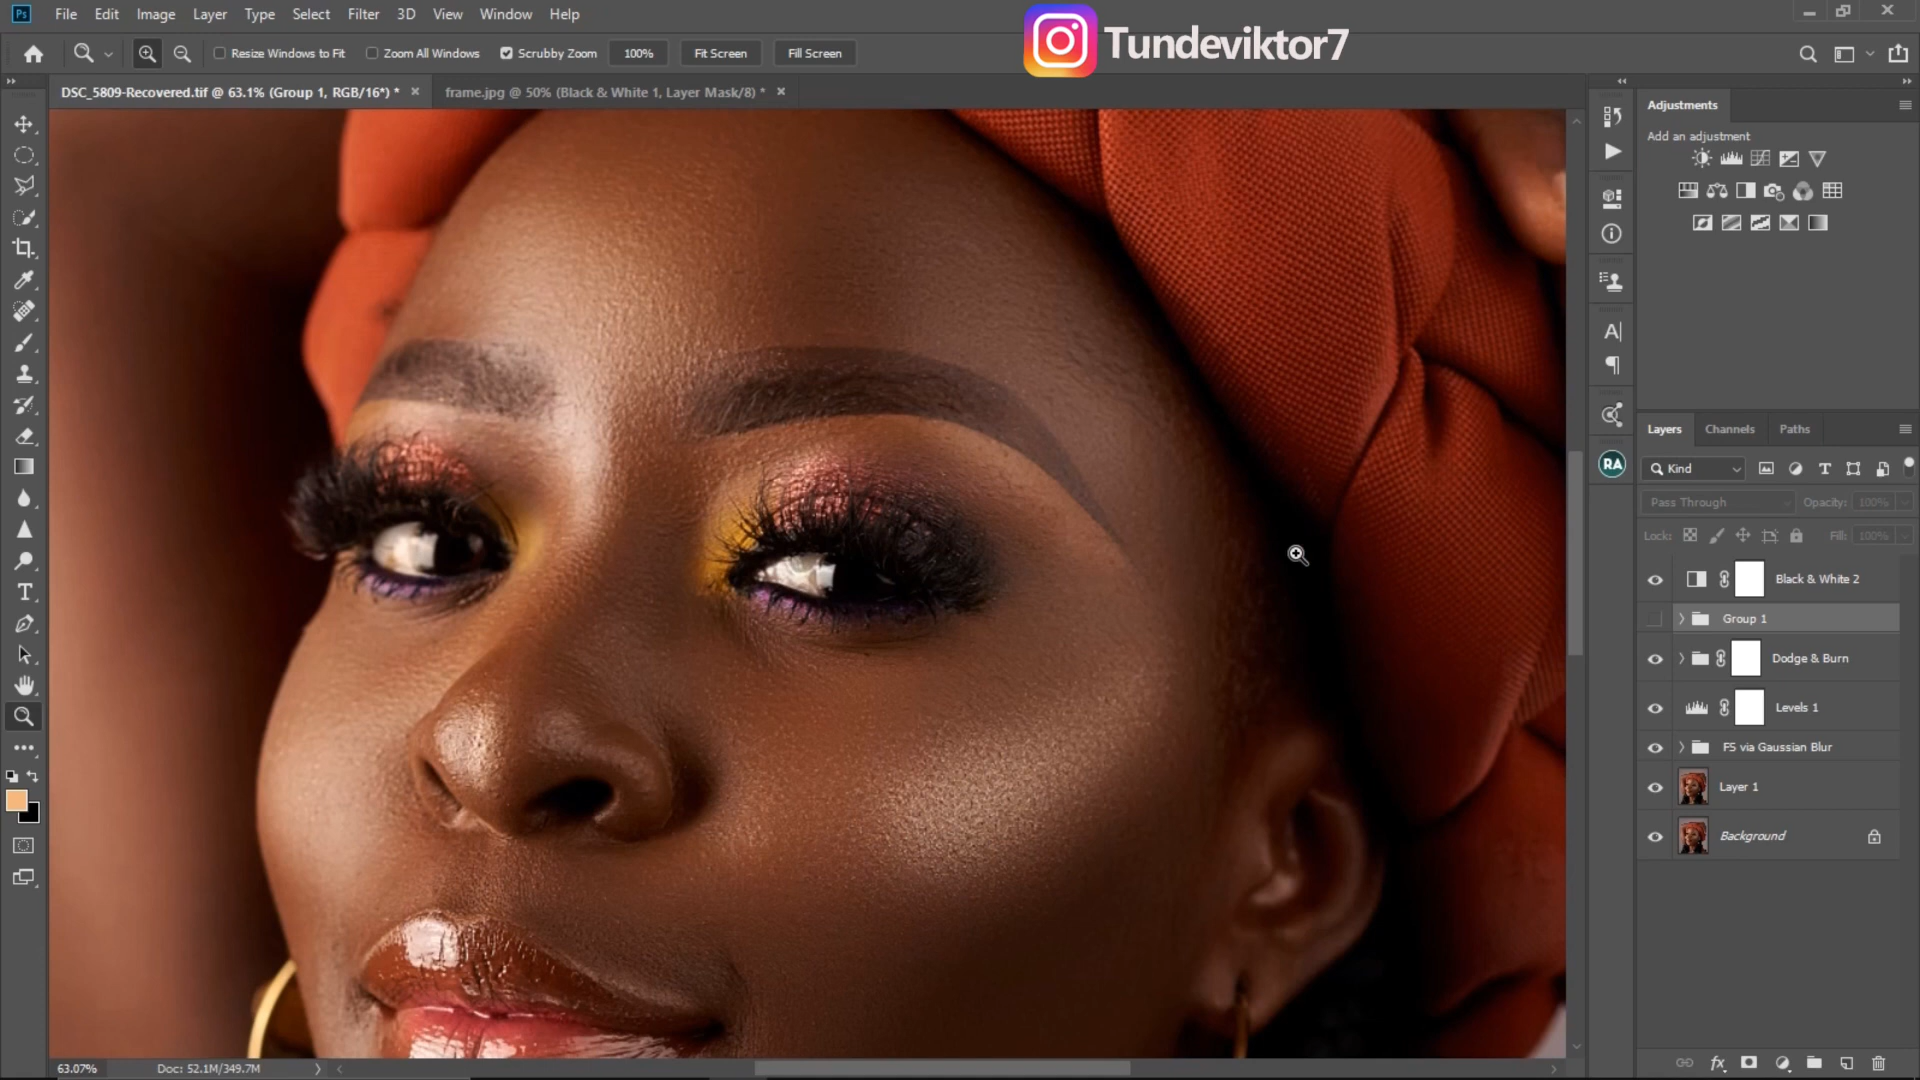 Ps File Edit Image Layer Type Select Filter 3D View Window Help
Tundeviktor7
Resize Windows to Fit Zoom All Windows Scrubby Zoom 100% Fit Screen Fill Screen
DSC_5809-Recovered.tif @ 63.1% (Group 1, RGB/16*) * × frame.jpg @ 50% (Black & White 1, Layer Mask/8) * ×
Adjustments
Add an adjustment
RA
Layers Channels Paths
Kind
Pass Through Opacity: 100%
Lock: Fill: 100%
Black & White 2
Group 1
Dodge & Burn
Levels 1
FS via Gaussian Blur
Layer 1
Background
63.07% Doc: 52.1M/349.7M